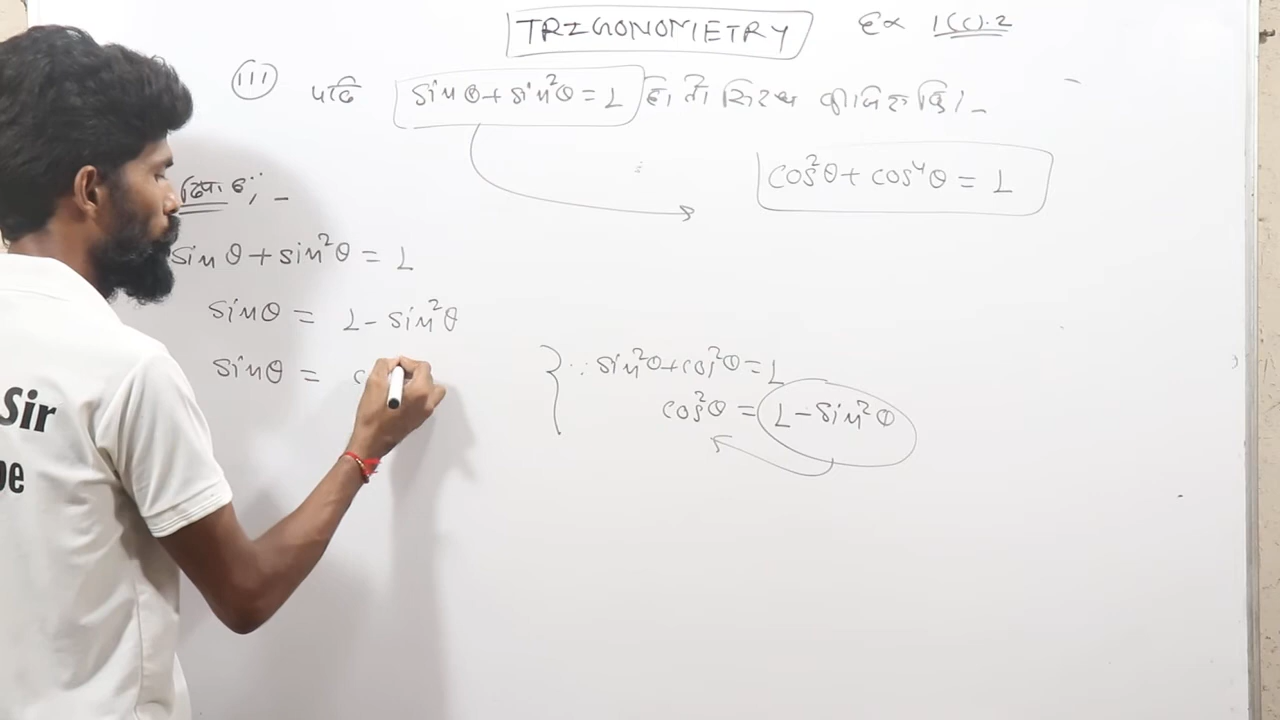 TRIGONOMETRY Ex 1(c).2
(iii) यदि sinθ+sin²θ=1 हो तो सिद्ध कीजिए कि:-
cos²θ+cos⁴θ=1
दिया है;-
sinθ+sin²θ=1
sinθ = 1-sin²θ
sinθ =
∵ sin²θ+cos²θ=1
cos²θ = 1-sin²θ
Sir